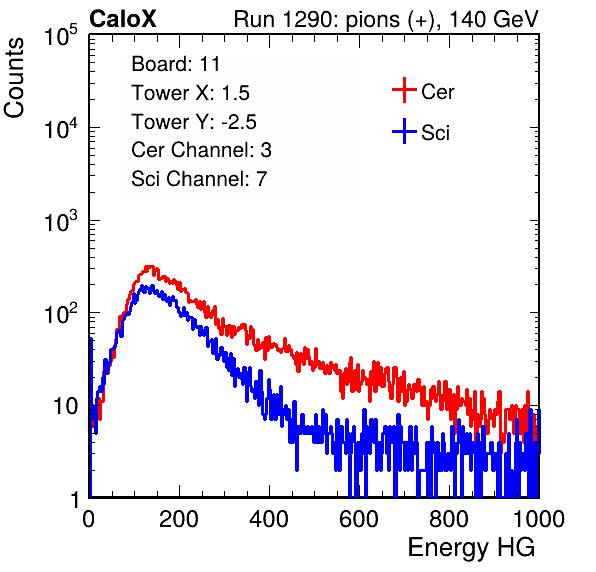 CaloX Run 1290: pions (+), 140 GeV
Counts
10^5
10^4
10^3
10^2
10
1
Board: 11
Tower X: 1.5
Tower Y: -2.5
Cer Channel: 3
Sci Channel: 7
Cer
Sci
0 200 400 600 800 1000
Energy HG